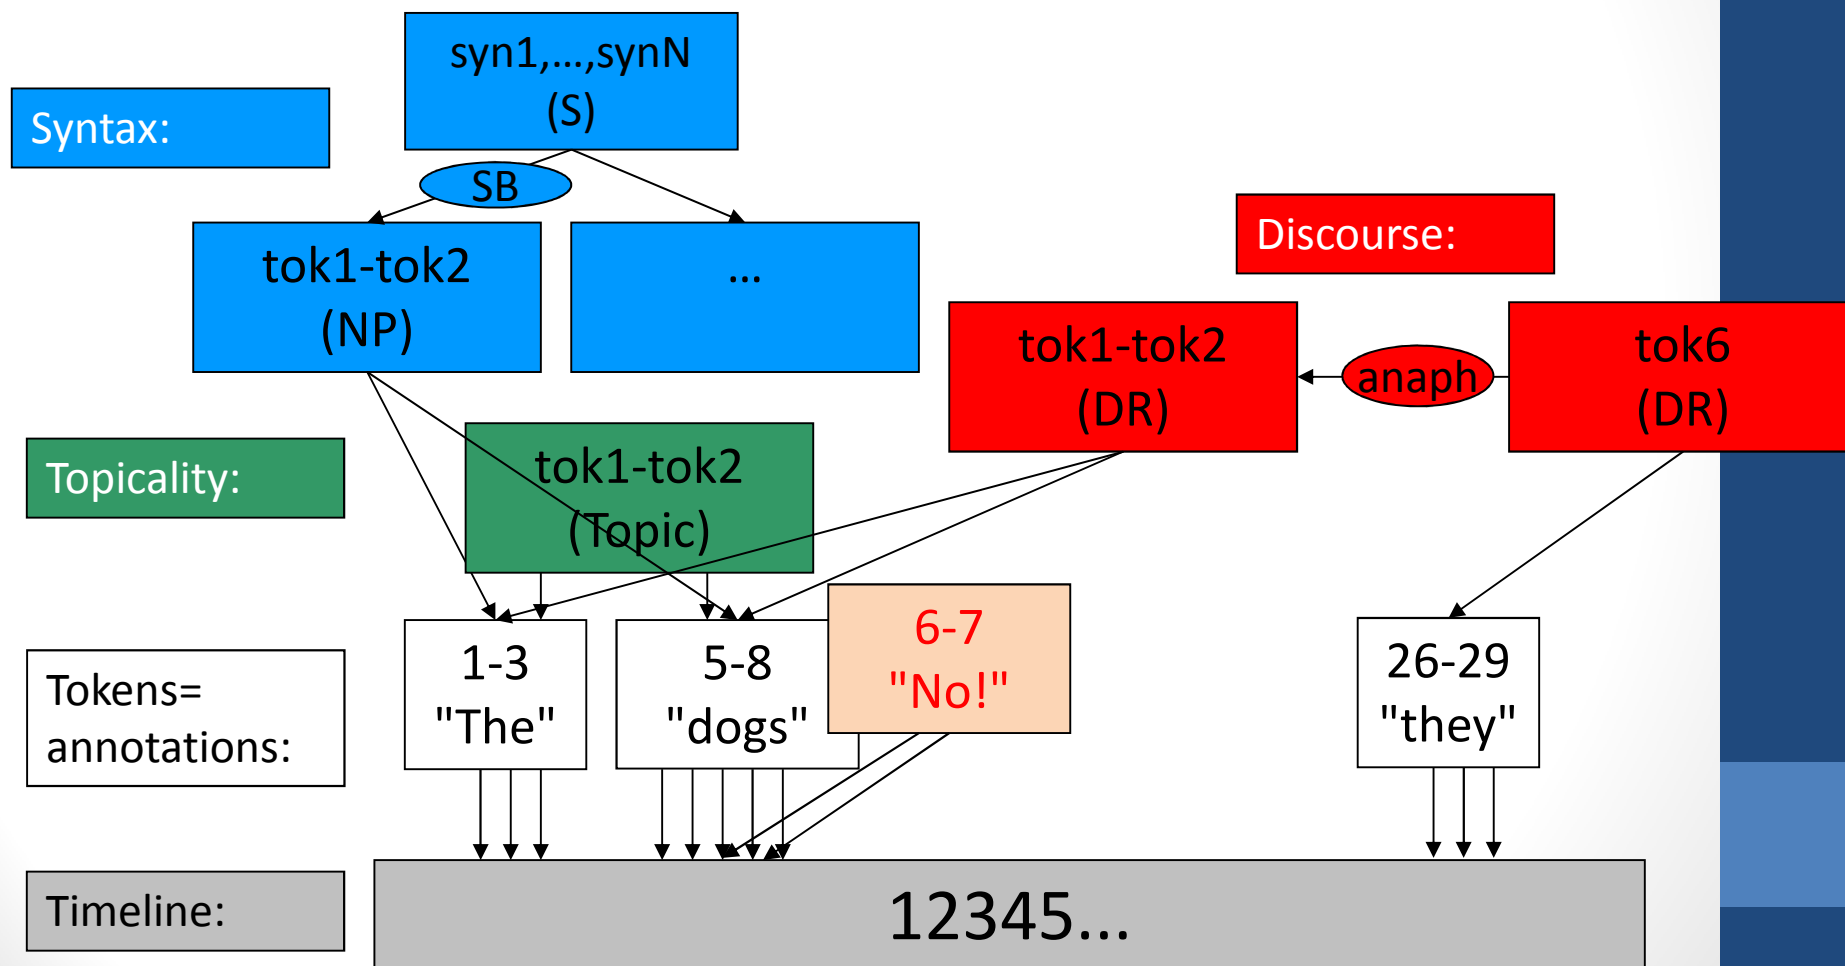 syn1,...,synN
(S)
Syntax:
SB
tok1-tok2
(NP)
...
Discourse:
tok1-tok2
(DR)
anaph
tok6
(DR)
Topicality:
tok1-tok2
(Topic)
Tokens=
annotations:
1-3
"The"
5-8
"dogs"
6-7
"No!"
26-29
"they"
Timeline:
12345...